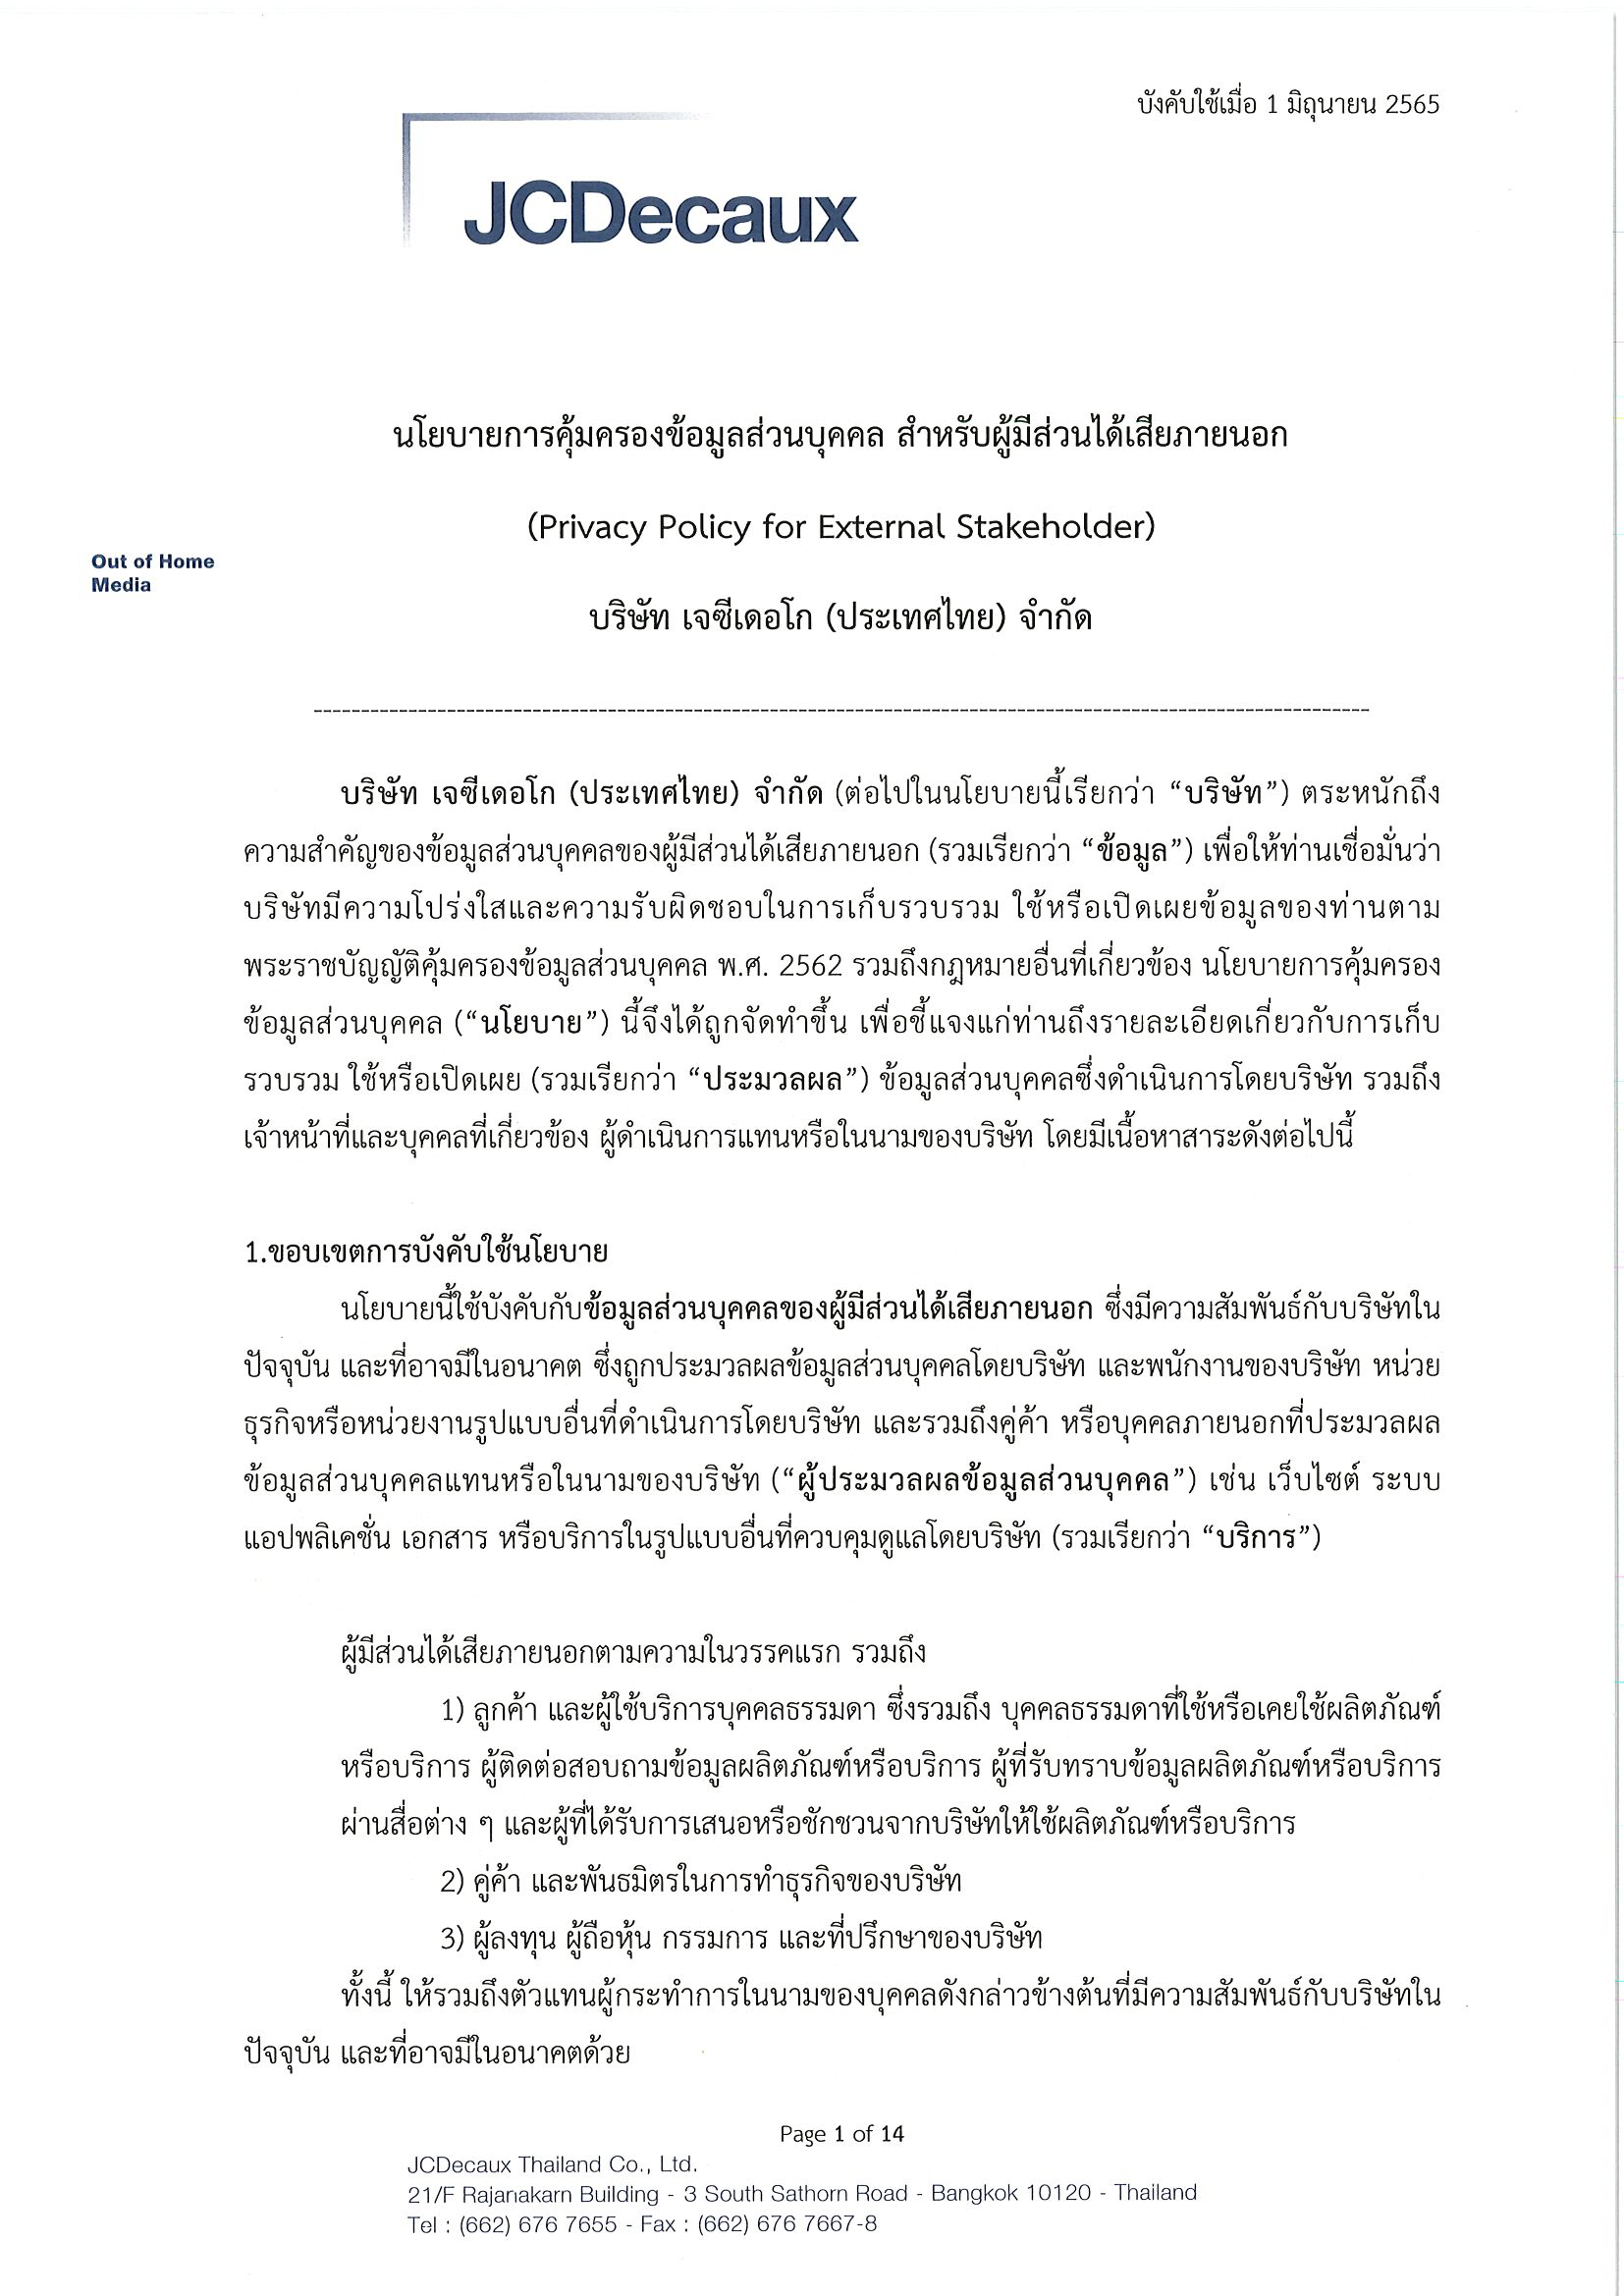 บังคับใช้เมื่อ 1 มิถุนายน 2565
JCDecaux
นโยบายการคุ้มครองข้อมูลส่วนบุคคล สำหรับผู้มีส่วนได้เสียภายนอก
(Privacy Policy for External Stakeholder)
Out of Home
Media
บริษัท เจซีเดอโก (ประเทศไทย) จำกัด
บริษัท เจซีเดอโก (ประเทศไทย) จำกัด (ต่อไปในนโยบายนี้เรียกว่า “บริษัท”) ตระหนักถึง
ความสำคัญของข้อมูลส่วนบุคคลของผู้มีส่วนได้เสียภายนอก (รวมเรียกว่า “ข้อมูล”) เพื่อให้ท่านเชื่อมั่นว่า
บริษัทมีความโปร่งใสและความรับผิดชอบในการเก็บรวบรวม ใช้หรือเปิดเผยข้อมูลของท่านตาม
พระราชบัญญัติคุ้มครองข้อมูลส่วนบุคคล พ.ศ. 2562 รวมถึงกฎหมายอื่นที่เกี่ยวข้อง นโยบายการคุ้มครอง
ข้อมูลส่วนบุคคล (“นโยบาย”) นี้จึงได้ถูกจัดทำขึ้น เพื่อชี้แจงแก่ท่านถึงรายละเอียดเกี่ยวกับการเก็บ
รวบรวม ใช้หรือเปิดเผย (รวมเรียกว่า “ประมวลผล”) ข้อมูลส่วนบุคคลซึ่งดำเนินการโดยบริษัท รวมถึง
เจ้าหน้าที่และบุคคลที่เกี่ยวข้อง ผู้ดำเนินการแทนหรือในนามของบริษัท โดยมีเนื้อหาสาระดังต่อไปนี้
1.ขอบเขตการบังคับใช้นโยบาย
นโยบายนี้ใช้บังคับกับข้อมูลส่วนบุคคลของผู้มีส่วนได้เสียภายนอก ซึ่งมีความสัมพันธ์กับบริษัทใน
ปัจจุบัน และที่อาจมีในอนาคต ซึ่งถูกประมวลผลข้อมูลส่วนบุคคลโดยบริษัท และพนักงานของบริษัท หน่วย
ธุรกิจหรือหน่วยงานรูปแบบอื่นที่ดำเนินการโดยบริษัท และรวมถึงคู่ค้า หรือบุคคลภายนอกที่ประมวลผล
ข้อมูลส่วนบุคคลแทนหรือในนามของบริษัท (“ผู้ประมวลผลข้อมูลส่วนบุคคล”) เช่น เว็บไซต์ ระบบ
แอปพลิเคชั่น เอกสาร หรือบริการในรูปแบบอื่นที่ควบคุมดูแลโดยบริษัท (รวมเรียกว่า “บริการ”)
ผู้มีส่วนได้เสียภายนอกตามความในวรรคแรก รวมถึง
1) ลูกค้า และผู้ใช้บริการบุคคลธรรมดา ซึ่งรวมถึง บุคคลธรรมดาที่ใช้หรือเคยใช้ผลิตภัณฑ์
หรือบริการ ผู้ติดต่อสอบถามข้อมูลผลิตภัณฑ์หรือบริการ ผู้ที่รับทราบข้อมูลผลิตภัณฑ์หรือบริการ
ผ่านสื่อต่าง ๆ และผู้ที่ได้รับการเสนอหรือชักชวนจากบริษัทให้ใช้ผลิตภัณฑ์หรือบริการ
2) คู่ค้า และพันธมิตรในการทำธุรกิจของบริษัท
3) ผู้ลงทุน ผู้ถือหุ้น กรรมการ และที่ปรึกษาของบริษัท
ทั้งนี้ ให้รวมถึงตัวแทนผู้กระทำการในนามของบุคคลดังกล่าวข้างต้นที่มีความสัมพันธ์กับบริษัทใน
ปัจจุบัน และที่อาจมีในอนาคตด้วย
Page 1 of 14
JCDecaux Thailand Co., Ltd.
21/F Rajanakarn Building - 3 South Sathorn Road - Bangkok 10120 - Thailand
Tel : (662) 676 7655 - Fax : (662) 676 7667-8